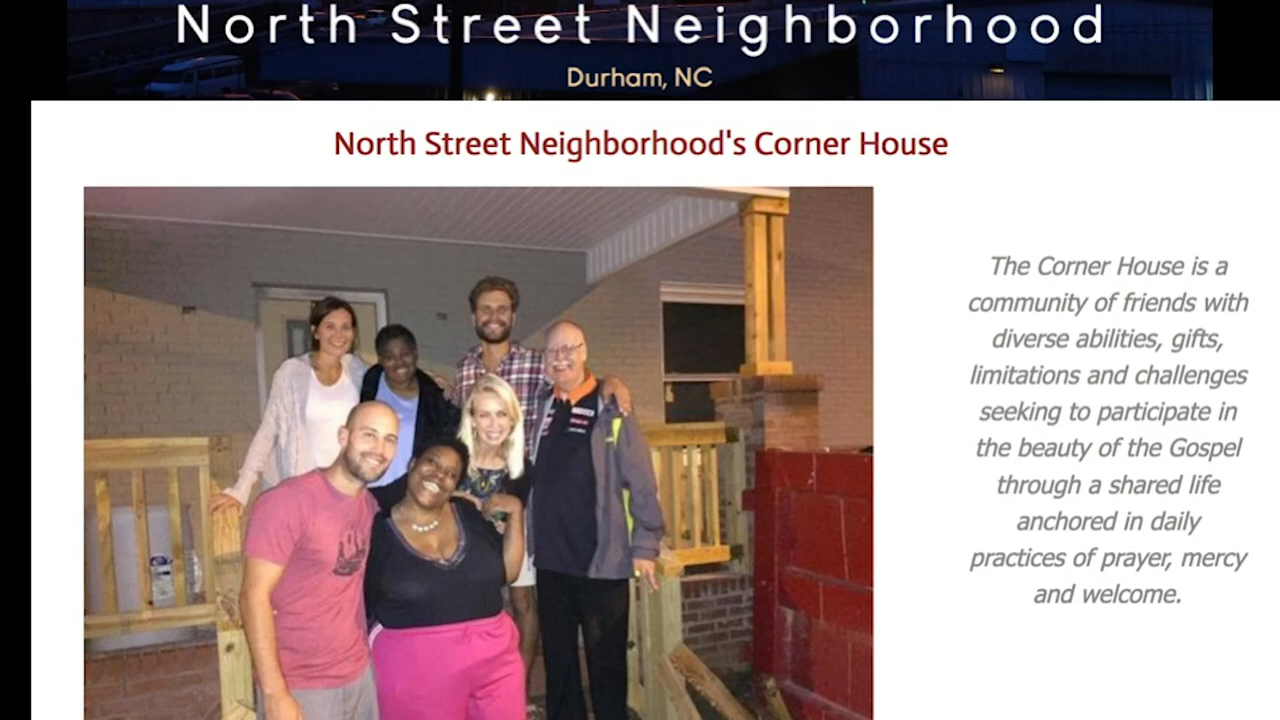 North Street Neighborhood
Durham, NC
North Street Neighborhood's Corner House
The Corner House is a
community of friends with
diverse abilities, gifts,
limitations and challenges
seeking to participate in
the beauty of the Gospel
through a shared life
anchored in daily
practices of prayer, mercy
and welcome.